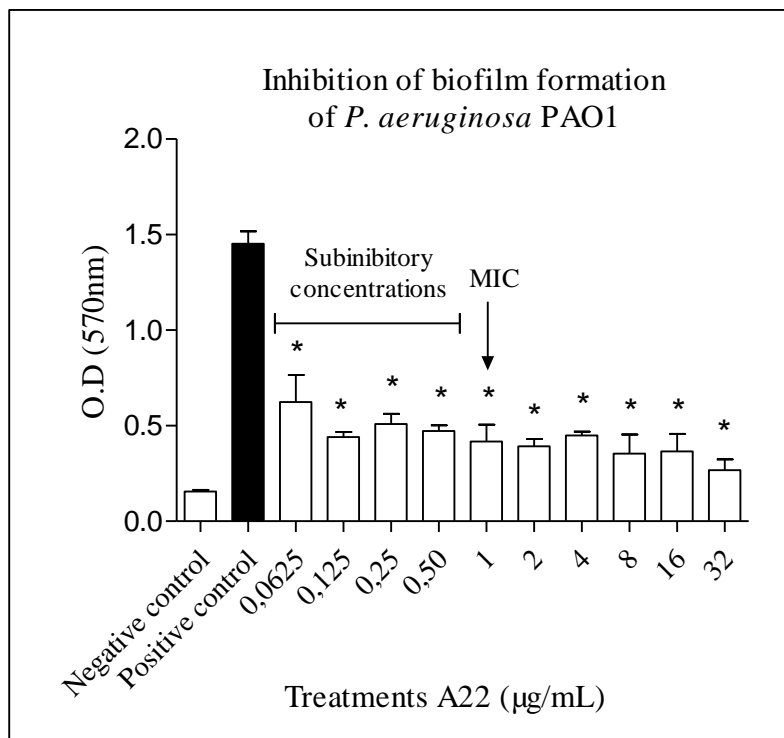 Inhibition of biofilm formation
of P. aeruginosa PAO1
2.0
1.5
1.0
0.5
0.0
O.D (570nm)
Subinibitory
concentrations
MIC
* * * * * * * * * *
Negative control
Positive control
0,0625
0,125
0,25
0,50
1
2
4
8
16
32
Treatments A22 (µg/mL)